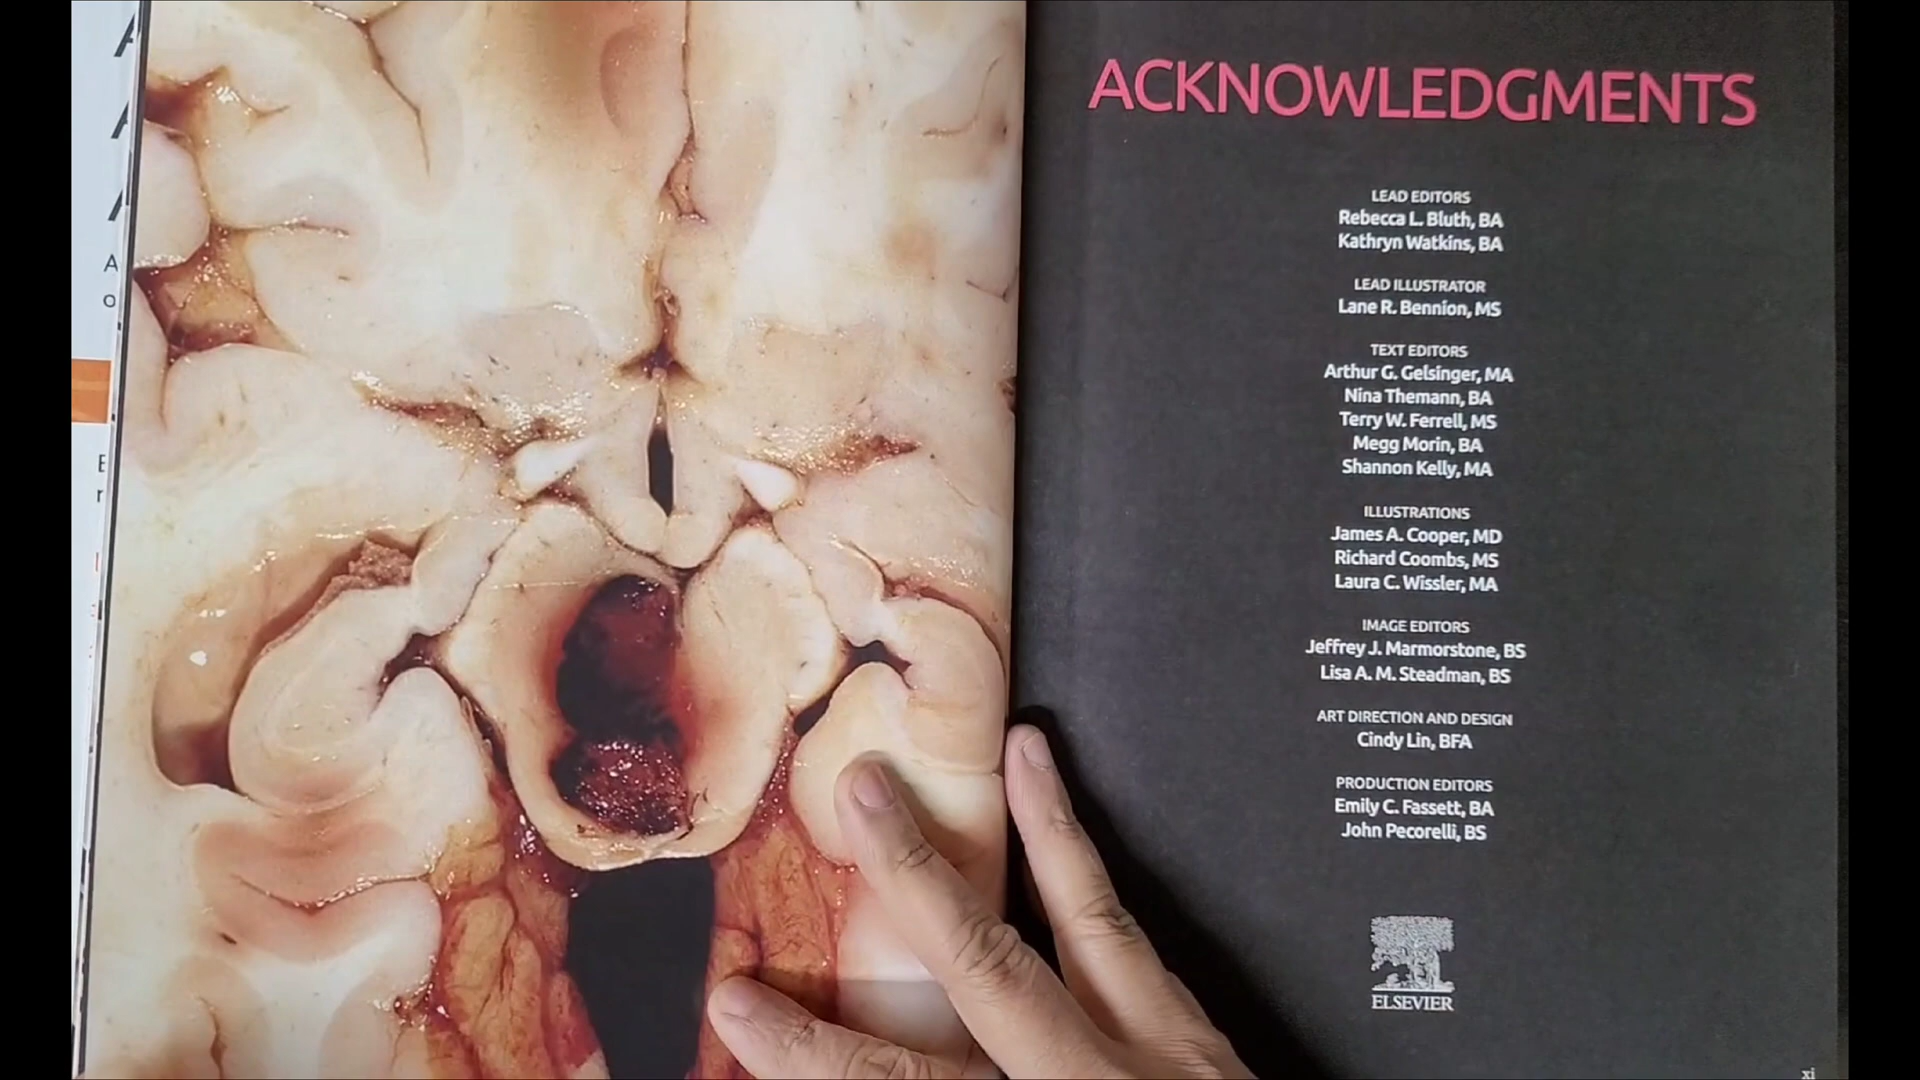 ACKNOWLEDGMENTS
LEAD EDITORS
Rebecca L. Bluth, BA
Kathryn Watkins, BA
LEAD ILLUSTRATOR
Lane R. Bennion, MS
TEXT EDITORS
Arthur G. Gelsinger, MA
Nina Themann, BA
Terry W. Ferrell, MS
Megg Morin, BA
Shannon Kelly, MA
ILLUSTRATIONS
James A. Cooper, MD
Richard Coombs, MS
Laura C. Wissler, MA
IMAGE EDITORS
Jeffrey J. Marmorstone, BS
Lisa A. M. Steadman, BS
ART DIRECTION AND DESIGN
Cindy Lin, BFA
PRODUCTION EDITORS
Emily C. Fassett, BA
John Pecorelli, BS
ELSEVIER
xi